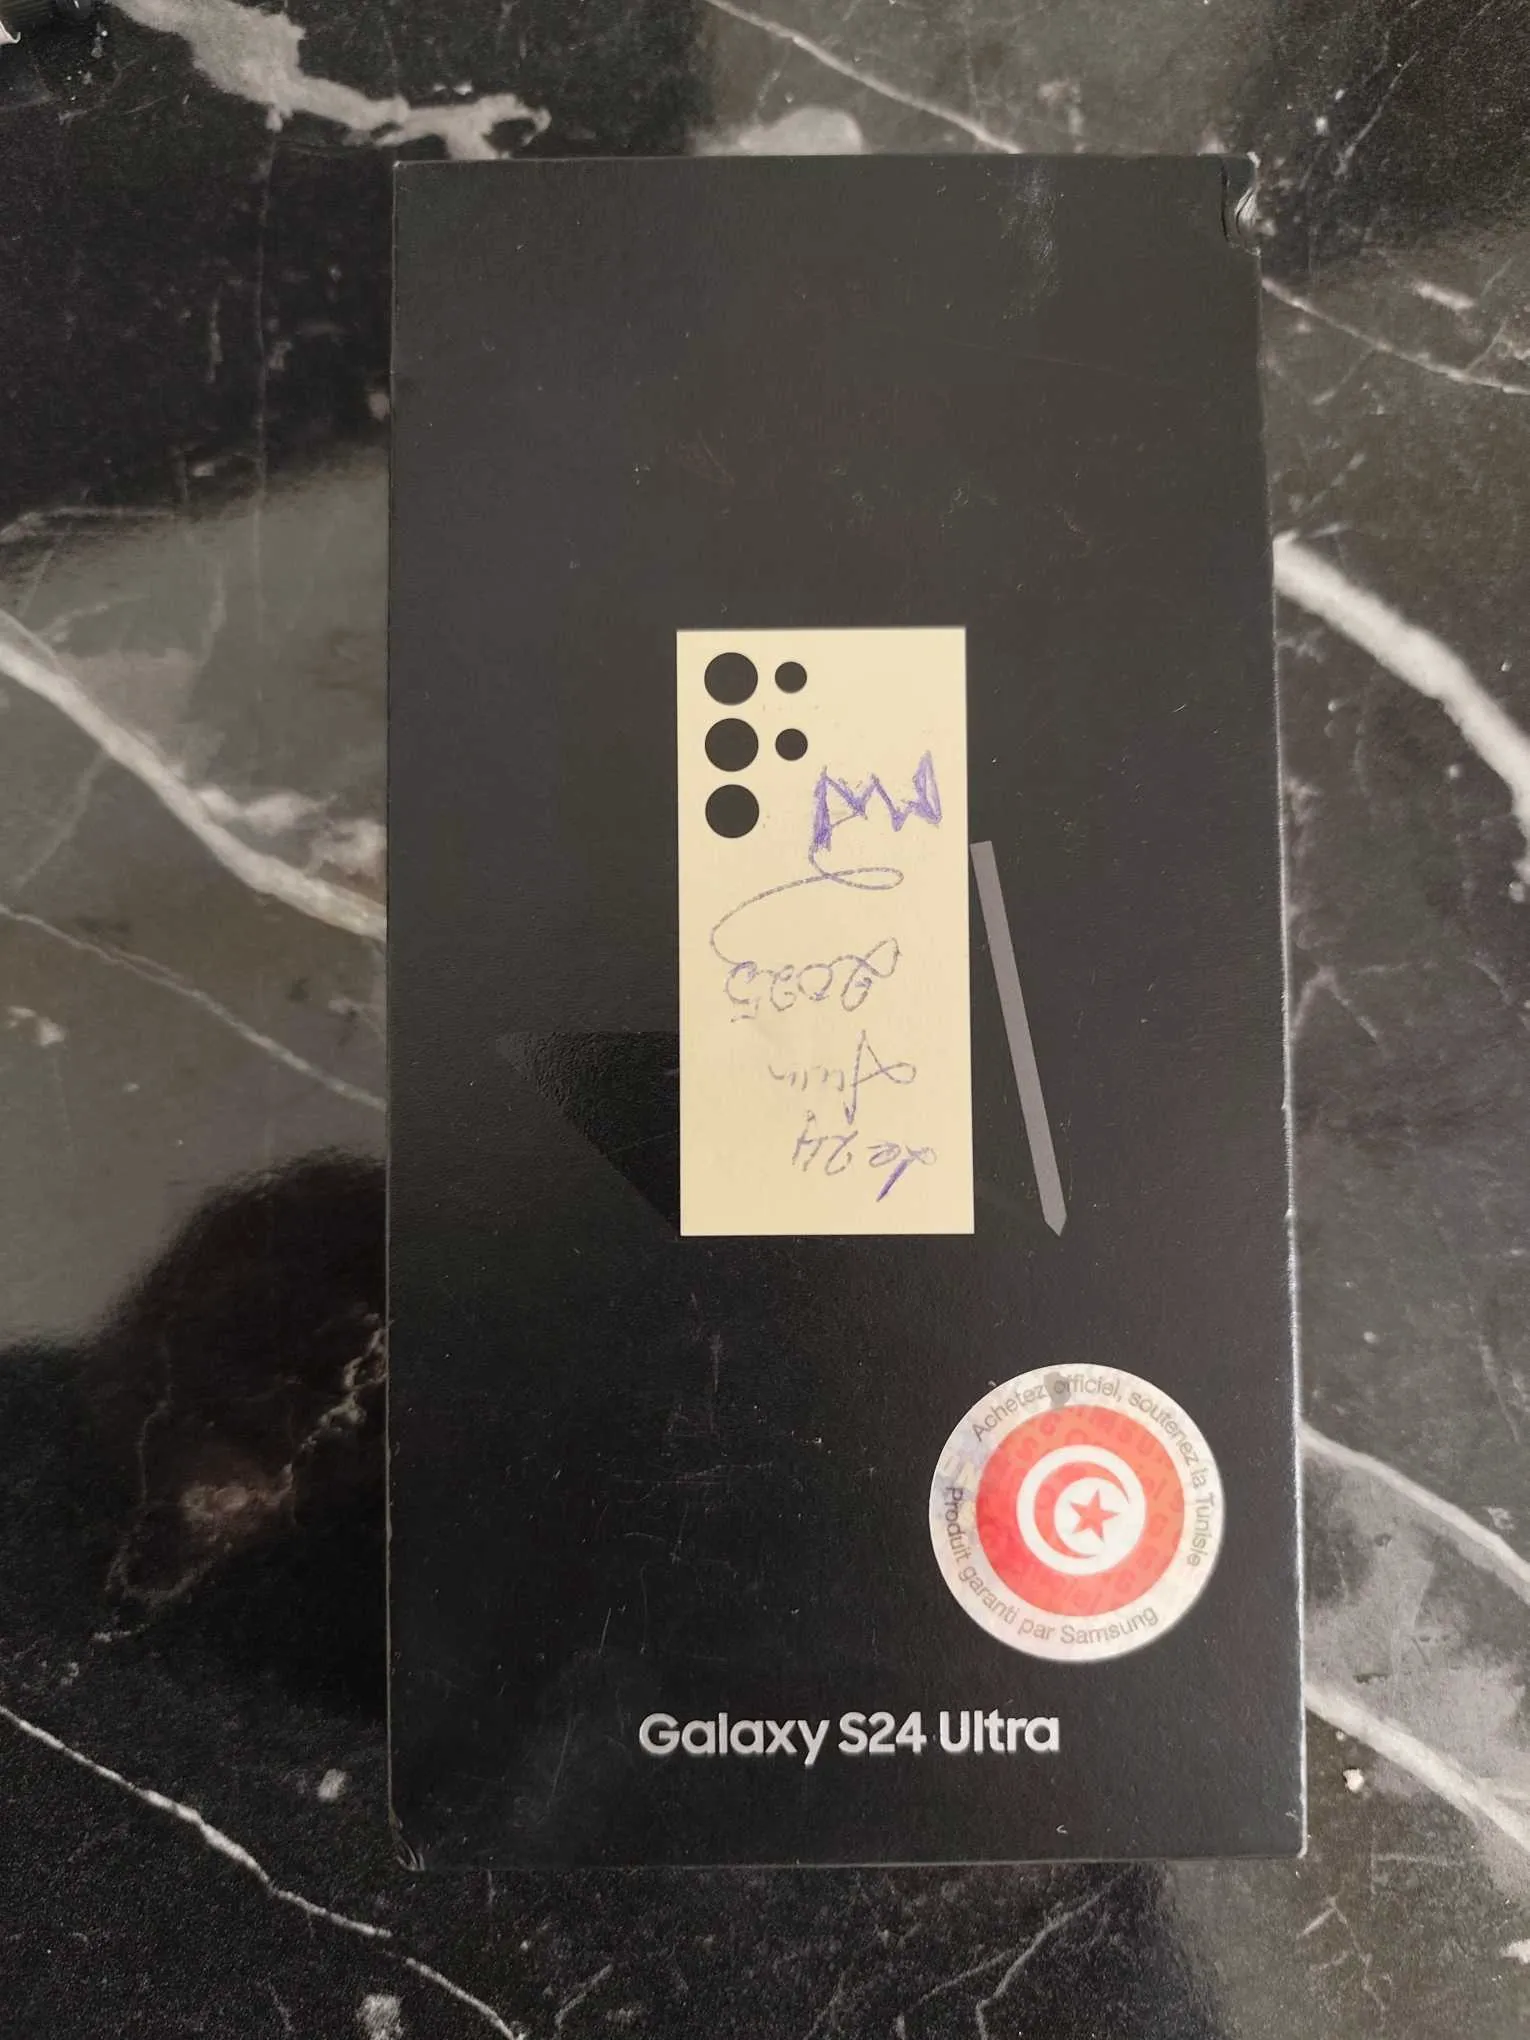 Le 24
Juin
2025
Achetez officiel, soutenez la Tunisie
Produit garanti par Samsung
Galaxy S24 Ultra